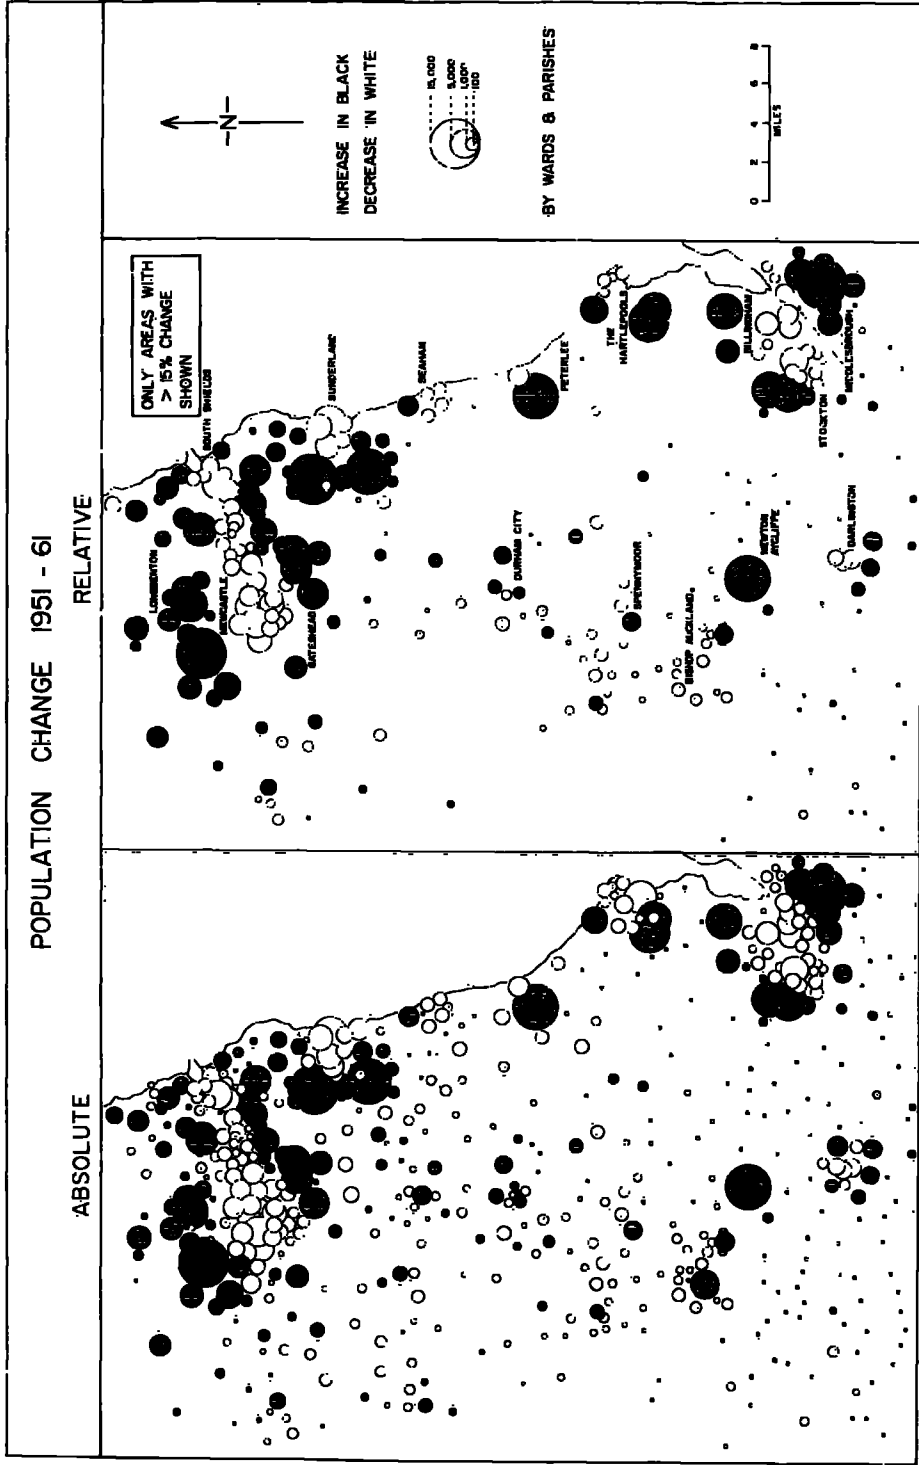 POPULATION CHANGE 1951 - 61
ABSOLUTE
RELATIVE
ONLY AREAS WITH
> 15% CHANGE
SHOWN
LONGBENTON
NEWCASTLE
GATESHEAD
SOUTH SHIELDS
SUNDERLAND
SEAHAM
DURHAM CITY
PETERLEE
SPENNYMOOR
THE
HARTLEPOOLS
BISHOP AUCKLAND
NEWTON
AYCLIFFE
BILLINGHAM
STOCKTON
MIDDLESBROUGH
DARLINGTON
-N-
INCREASE IN BLACK
DECREASE IN WHITE
15,000
5,000
1,000
100
BY WARDS & PARISHES
0 2 4 6 8
MILES